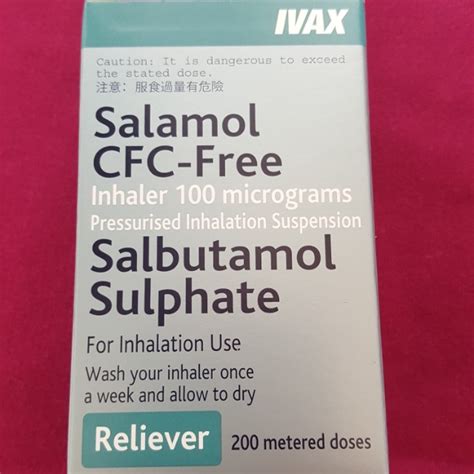 IVAX
Caution: It is dangerous to exceed
the stated dose.
注意：服食過量有危險
Salamol
CFC-Free
Inhaler 100 micrograms
Pressurised Inhalation Suspension
Salbutamol
Sulphate
For Inhalation Use
Wash your inhaler once
a week and allow to dry
Reliever
200 metered doses